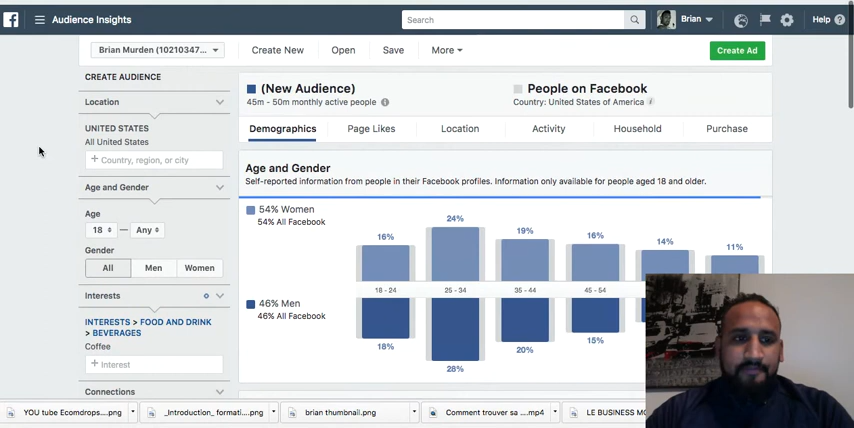 f Audience Insights
Search
Brian
Help
Brian Murden (10210347...
Create New
Open
Save
More
Create Ad
CREATE AUDIENCE
Location
UNITED STATES
All United States
+ Country, region, or city
Age and Gender
Age
18 — Any
Gender
All Men Women
Interests
INTERESTS > FOOD AND DRINK
> BEVERAGES
Coffee
+ Interest
Connections
(New Audience)
45m - 50m monthly active people
People on Facebook
Country: United States of America
Demographics Page Likes Location Activity Household Purchase
Age and Gender
Self-reported information from people in their Facebook profiles. Information only available for people aged 18 and older.
54% Women
54% All Facebook
16% 24% 19% 16% 14% 11%
18 - 24 25 - 34 35 - 44 45 - 54
46% Men
46% All Facebook
18% 28% 20% 15%
YOU tube Ecomdrops....png
_Introduction_ formati....png
brian thumbnail.png
Comment trouver sa ....mp4
LE BUSINESS MO